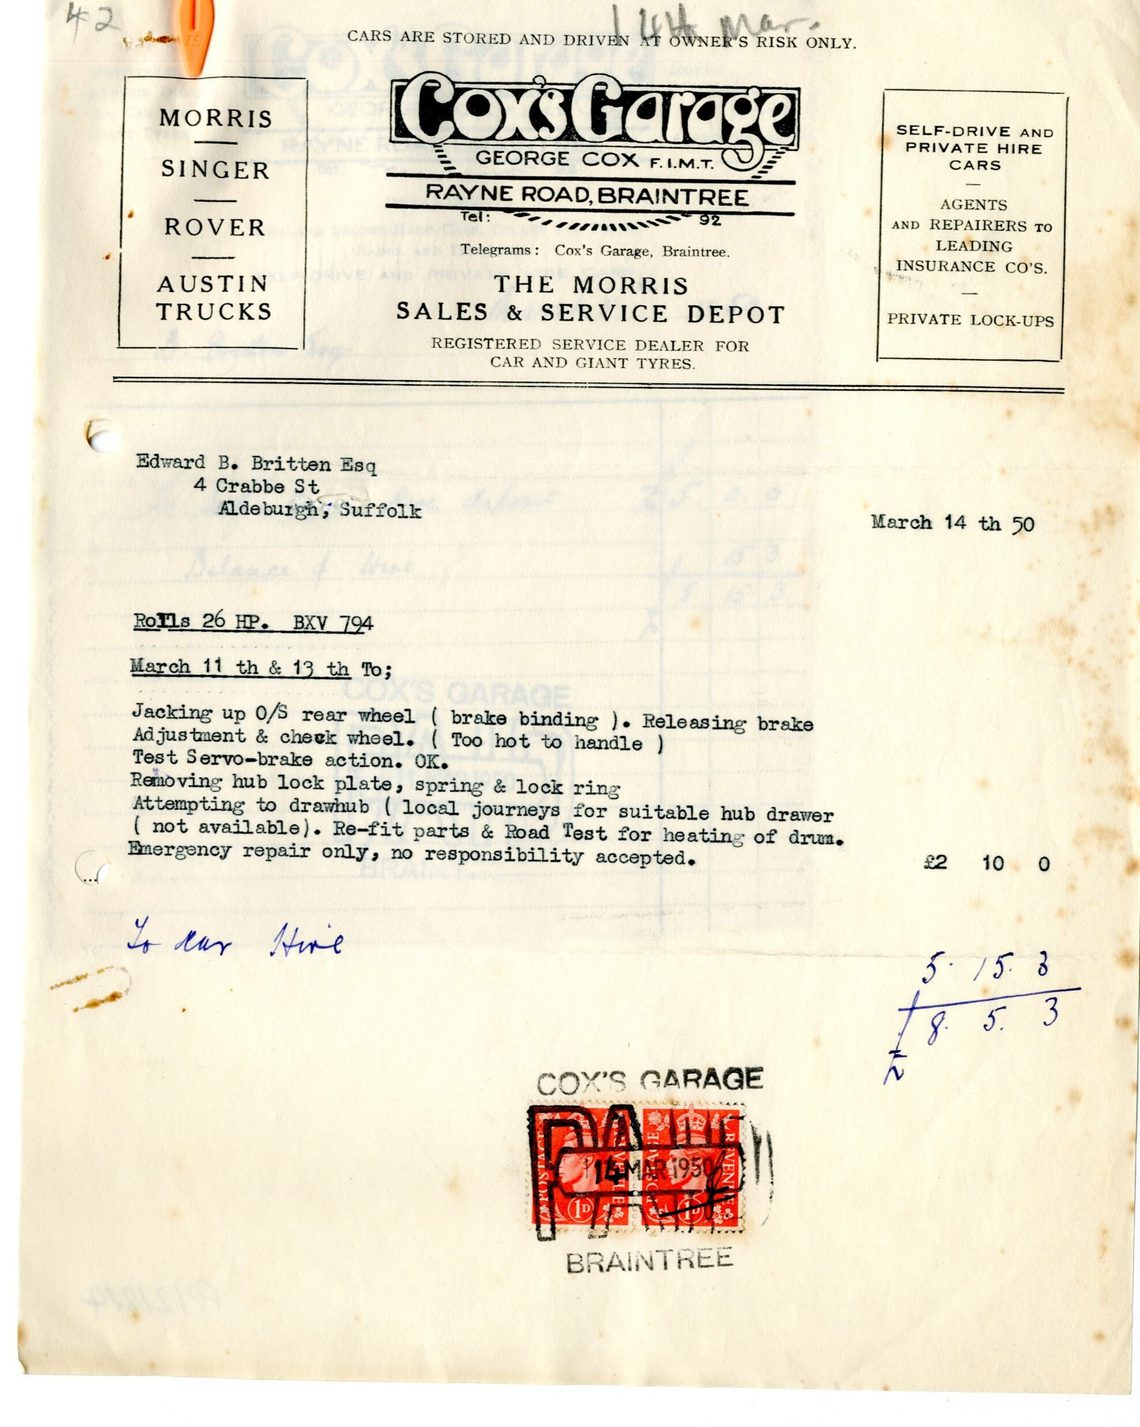 42
14th Mar.
CARS ARE STORED AND DRIVEN AT OWNER'S RISK ONLY.
MORRIS
SINGER
ROVER
AUSTIN
TRUCKS
Cox's Garage
GEORGE COX F.I.M.T.
RAYNE ROAD, BRAINTREE
Tel: 92
Telegrams: Cox's Garage, Braintree.
THE MORRIS
SALES & SERVICE DEPOT
REGISTERED SERVICE DEALER FOR
CAR AND GIANT TYRES.
SELF-DRIVE AND
PRIVATE HIRE
CARS
AGENTS
AND REPAIRERS TO
LEADING
INSURANCE CO'S.
PRIVATE LOCK-UPS
Edward B. Britten Esq
4 Crabbe St
Aldeburgh, Suffolk
March 14 th 50
Rolls 26 HP. BXV 794
March 11 th & 13 th To;
Jacking up O/S rear wheel ( brake binding ). Releasing brake
Adjustment & check wheel. ( Too hot to handle )
Test Servo-brake action. OK.
Removing hub lock plate, spring & lock ring
Attempting to drawhub ( local journeys for suitable hub drawer
( not available). Re-fit parts & Road Test for heating of drum.
Emergency repair only, no responsibility accepted.
£2 10 0
To car Hire
5. 15. 3
£ 8. 5. 3
COX'S GARAGE
PAID
14 MAR 1950
POSTAGE REVENUE
1D
POSTAGE REVENUE
1D
BRAINTREE